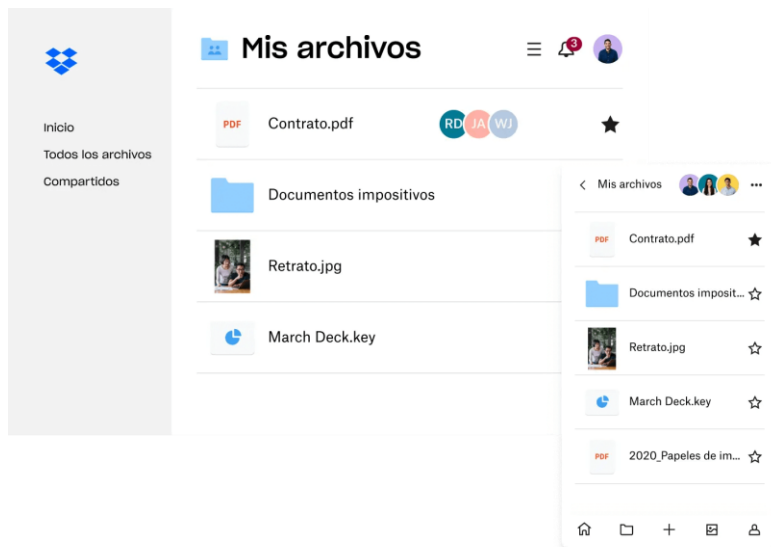 Mis archivos
3
Inicio
Todos los archivos
Compartidos
PDF
Contrato.pdf
RD JA WJ
Documentos impositivos
Retrato.jpg
March Deck.key
Mis archivos
PDF
Contrato.pdf
Documentos imposit...
Retrato.jpg
March Deck.key
PDF
2020_Papeles de im...